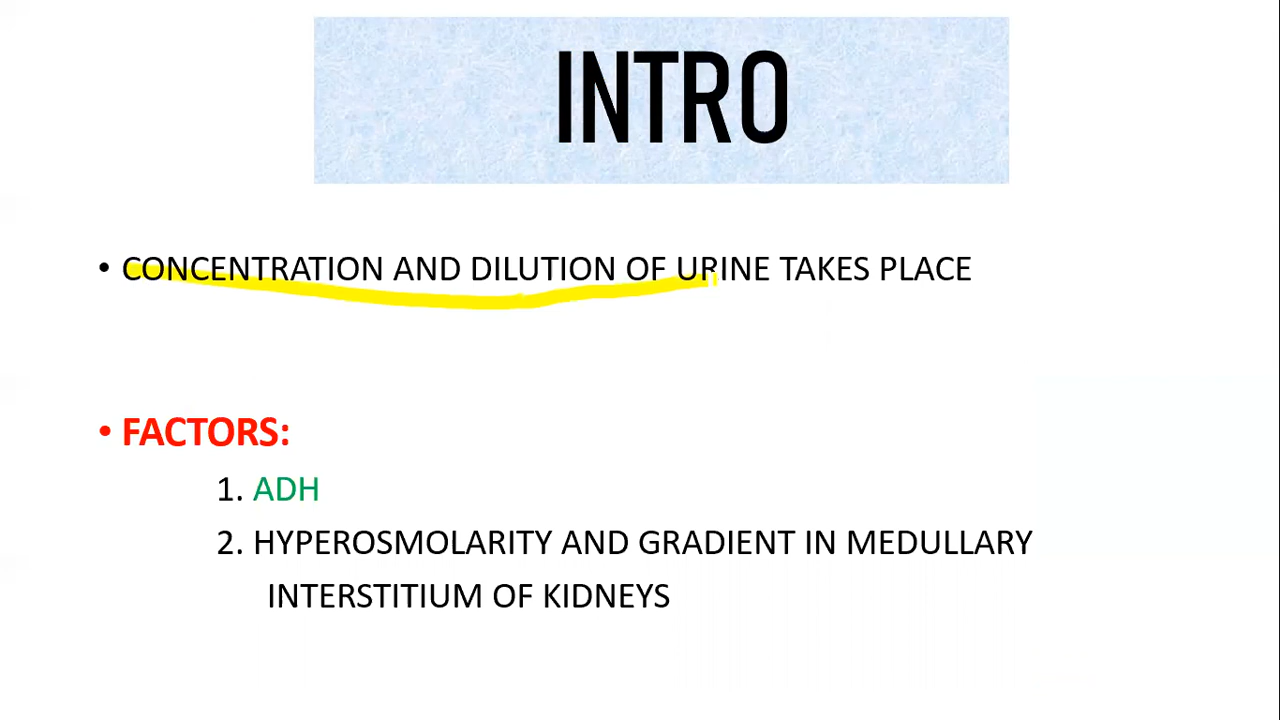 INTRO
• CONCENTRATION AND DILUTION OF URINE TAKES PLACE
• FACTORS:
1. ADH
2. HYPEROSMOLARITY AND GRADIENT IN MEDULLARY
INTERSTITIUM OF KIDNEYS